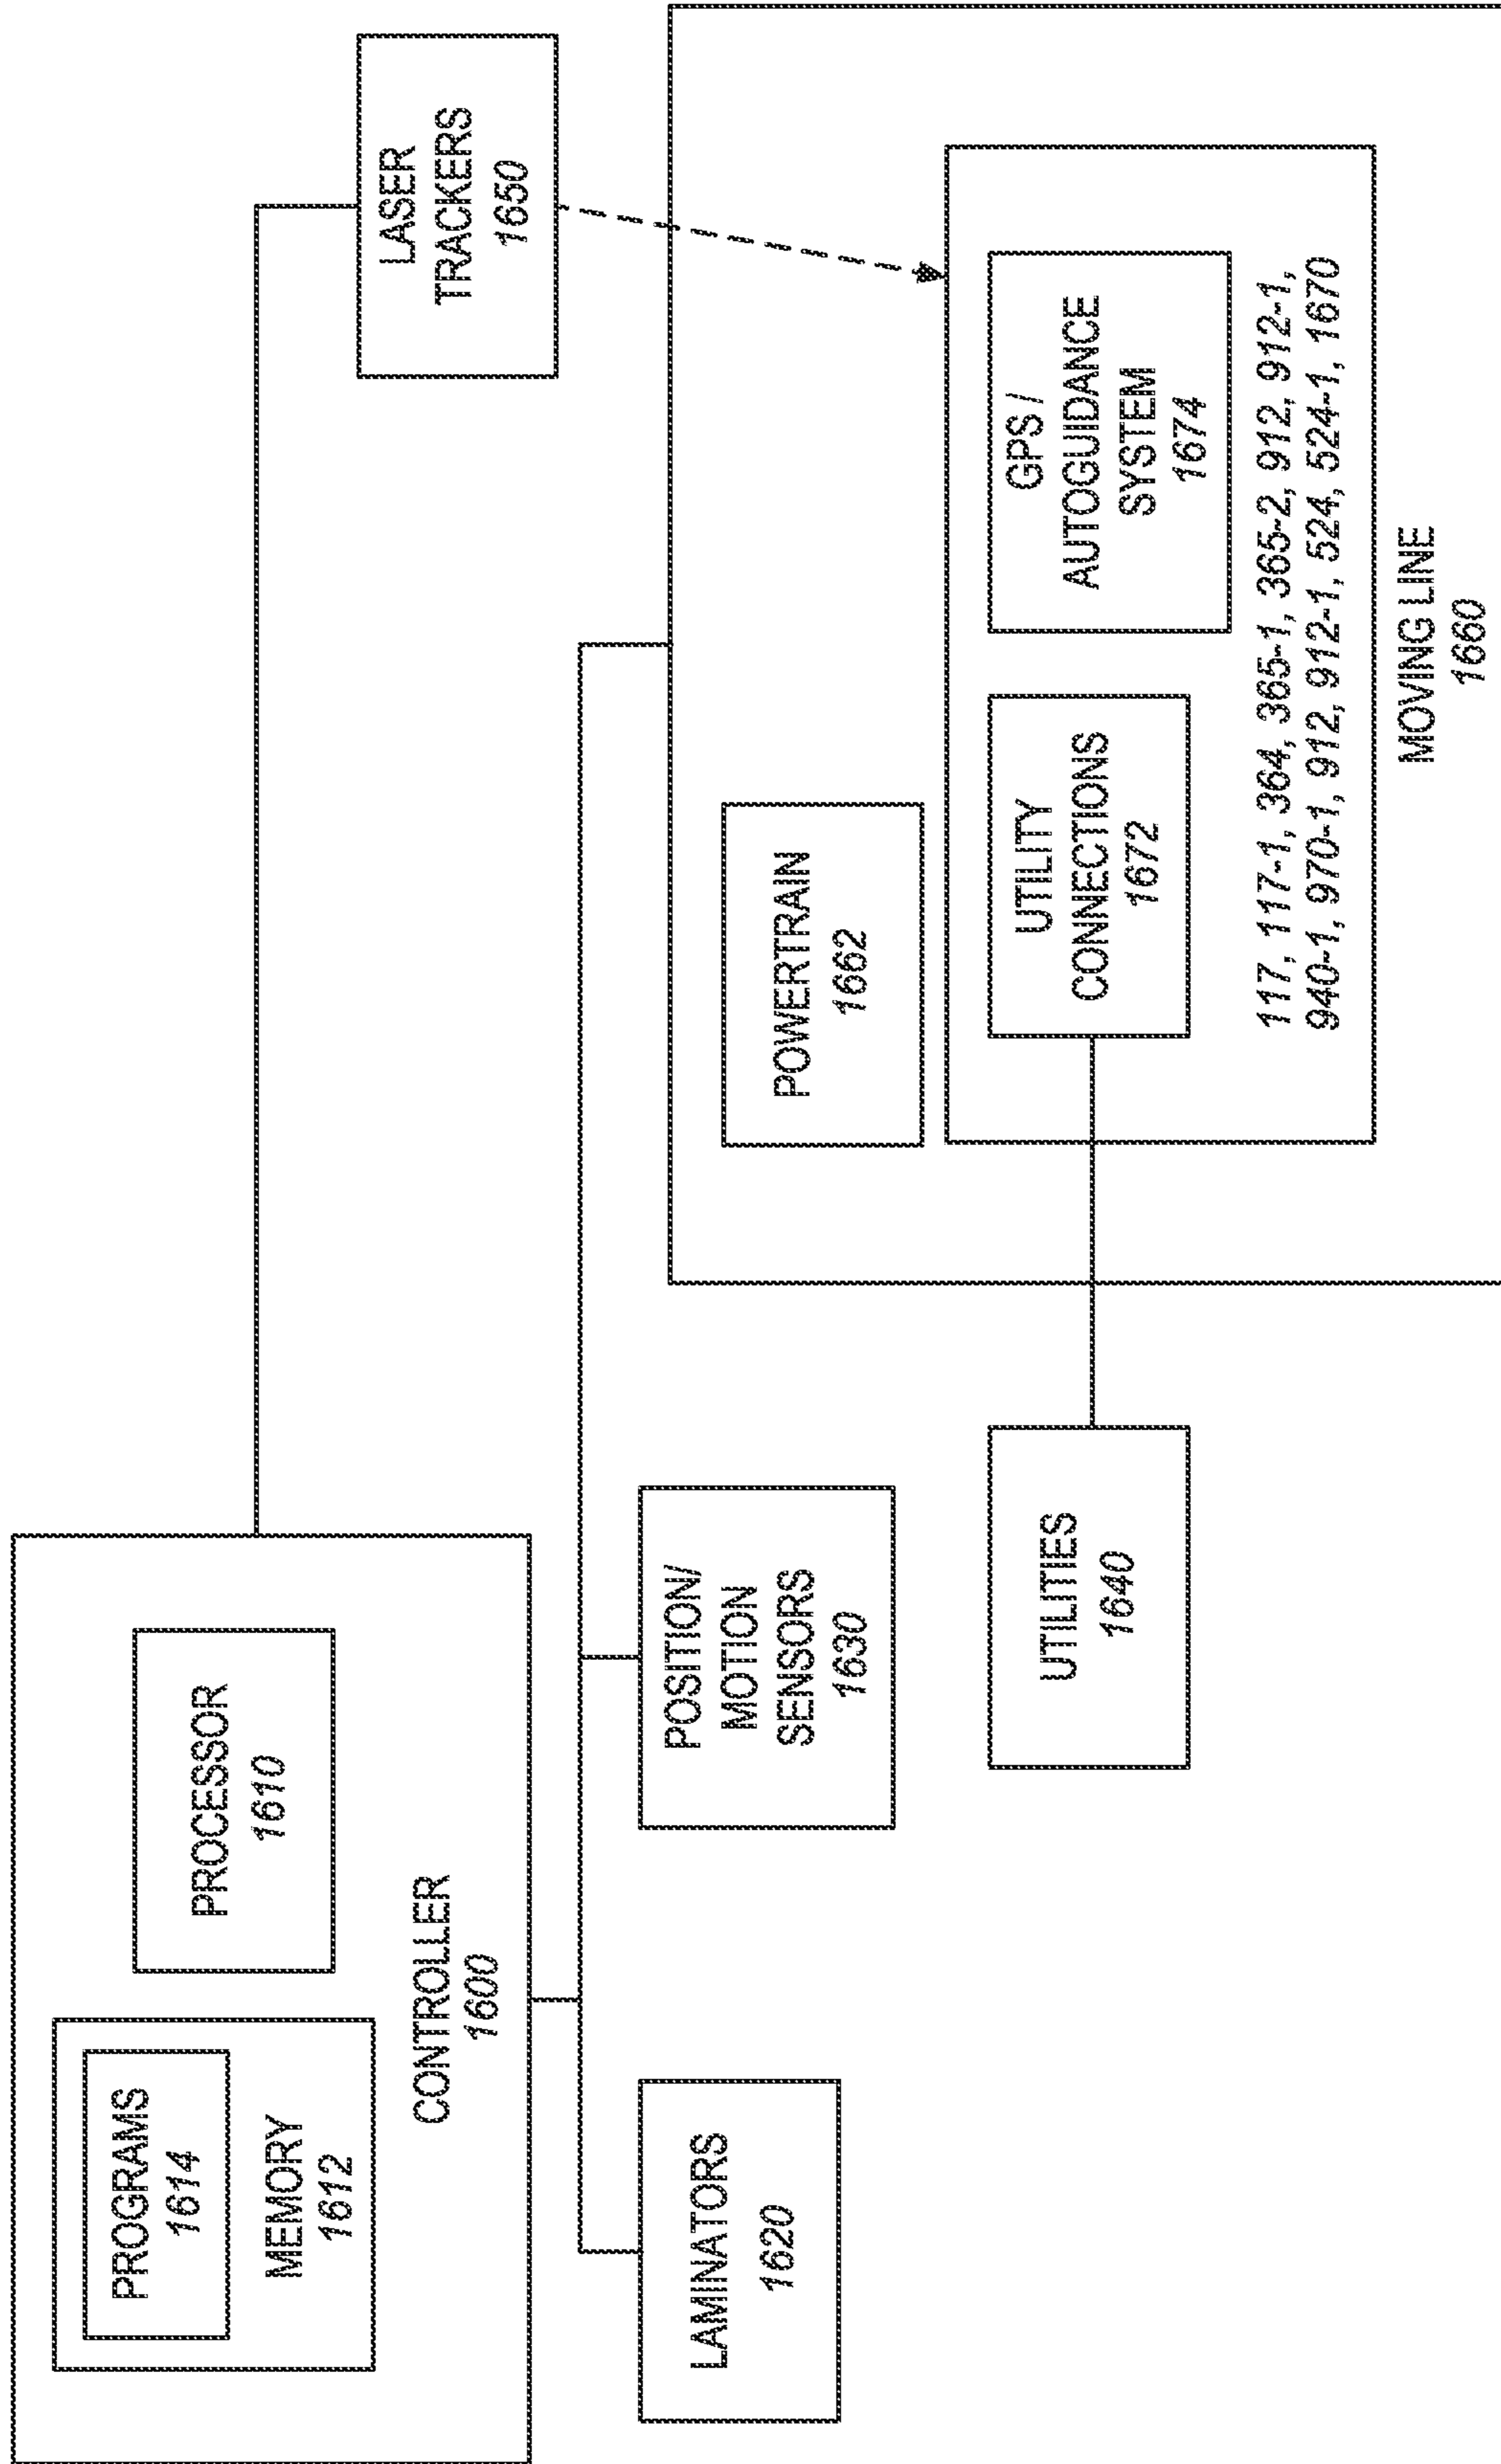 PROGRAMS
1614
MEMORY
1612
PROCESSOR
1610
CONTROLLER
1600
LASER
TRACKERS
1650
LAMINATORS
1620
POSITION/
MOTION
SENSORS
1630
UTILITIES
1640
POWERTRAIN
1662
UTILITY
CONNECTIONS
1672
GPS /
AUTOGUIDANCE
SYSTEM
1674
117, 117-1, 364, 365-1, 365-2, 912, 912-1,
940-1, 970-1, 912, 912-1, 524, 524-1, 1670
MOVING LINE
1660